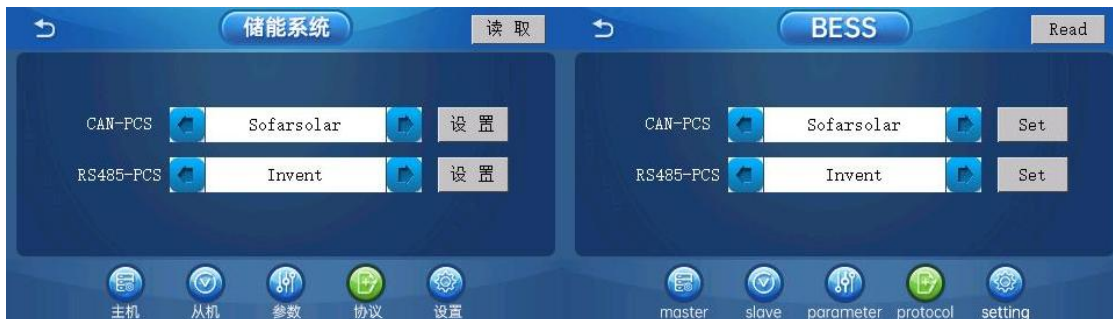 储能系统
读 取
CAN-PCS Sofarsolar 设 置
RS485-PCS Invent 设 置
主机 从机 参数 协议 设置
BESS
Read
CAN-PCS Sofarsolar Set
RS485-PCS Invent Set
master slave parameter protocol setting